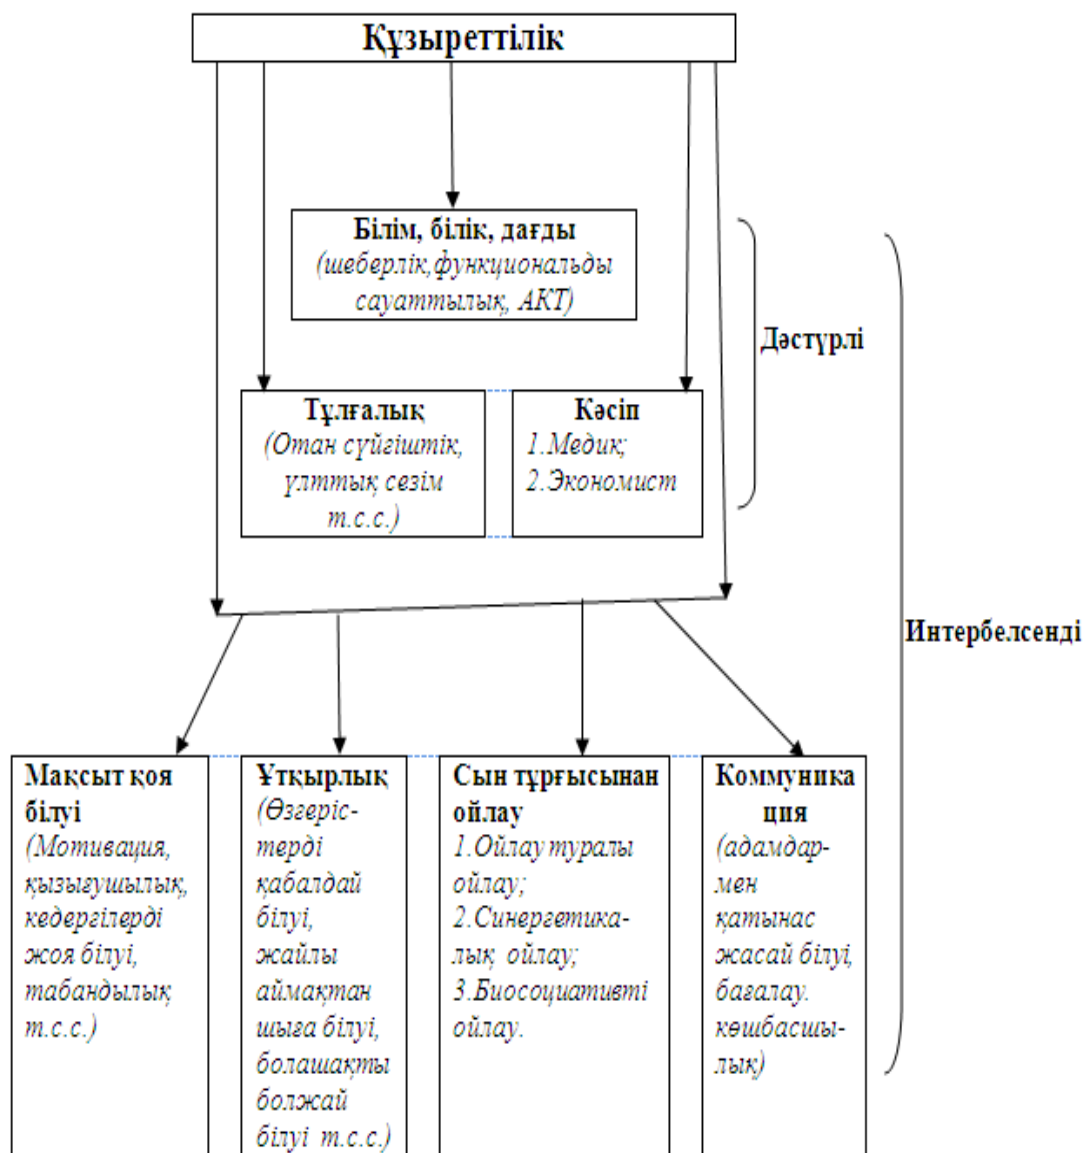 Құзыреттілік
Білім, білік, дағды
(шеберлік,функциональды
сауаттылық, АКТ)
Дәстүрлі
Тұлғалық
(Отан сүйгіштік,
ұлттық сезім
т.с.с.)
Кәсіп
1.Медик;
2.Экономист
Интербелсенді
Мақсыт қоя
білуі
(Мотивация,
қызығушылық,
кедергілерді
жоя білуі,
табандылық
т.с.с.)
Ұтқырлық
(Өзгеріс-
терді
қабалдай
білуі,
жайлы
аймақтан
шыға білуі,
болашақты
болжай
білуі т.с.с.)
Сын тұрғысынан
ойлау
1.Ойлау туралы
ойлау;
2.Синергетика-
лық ойлау;
3.Биосоциативті
ойлау.
Коммуника
ция
(адамдар-
мен
қатынас
жасай білуі,
бағалау.
көшбасшы-
лық)